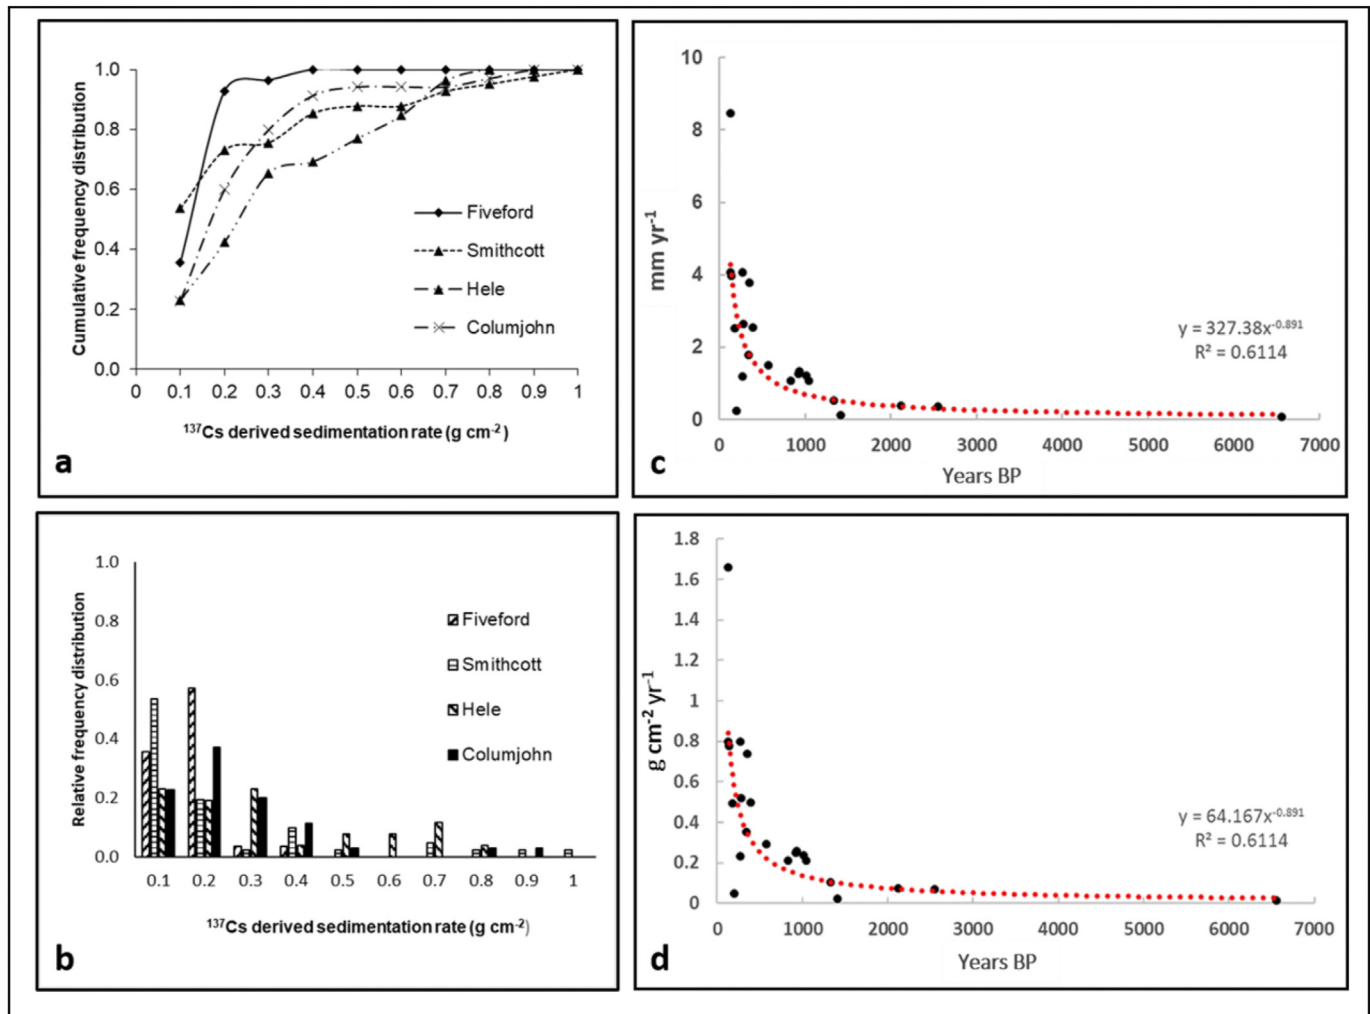 1.0
0.8
0.6
0.4
0.2
0.0
Cumulative frequency distribution
Fiveford
Smithcott
Hele
Columjohn
0 0.1 0.2 0.3 0.4 0.5 0.6 0.7 0.8 0.9 1
¹³⁷Cs derived sedimentation rate (g cm⁻²)
a
10
8
6
4
2
0
mm yr⁻¹
y = 327.38x⁻⁰·⁸⁹¹
R² = 0.6114
0 1000 2000 3000 4000 5000 6000 7000
Years BP
c
1.0
0.8
0.6
0.4
0.2
0.0
Relative frequency distribution
Fiveford
Smithcott
Hele
Columjohn
0.1 0.2 0.3 0.4 0.5 0.6 0.7 0.8 0.9 1
¹³⁷Cs derived sedimentation rate (g cm⁻²)
b
1.8
1.6
1.4
1.2
1
0.8
0.6
0.4
0.2
0
g cm⁻² yr⁻¹
y = 64.167x⁻⁰·⁸⁹¹
R² = 0.6114
0 1000 2000 3000 4000 5000 6000 7000
Years BP
d